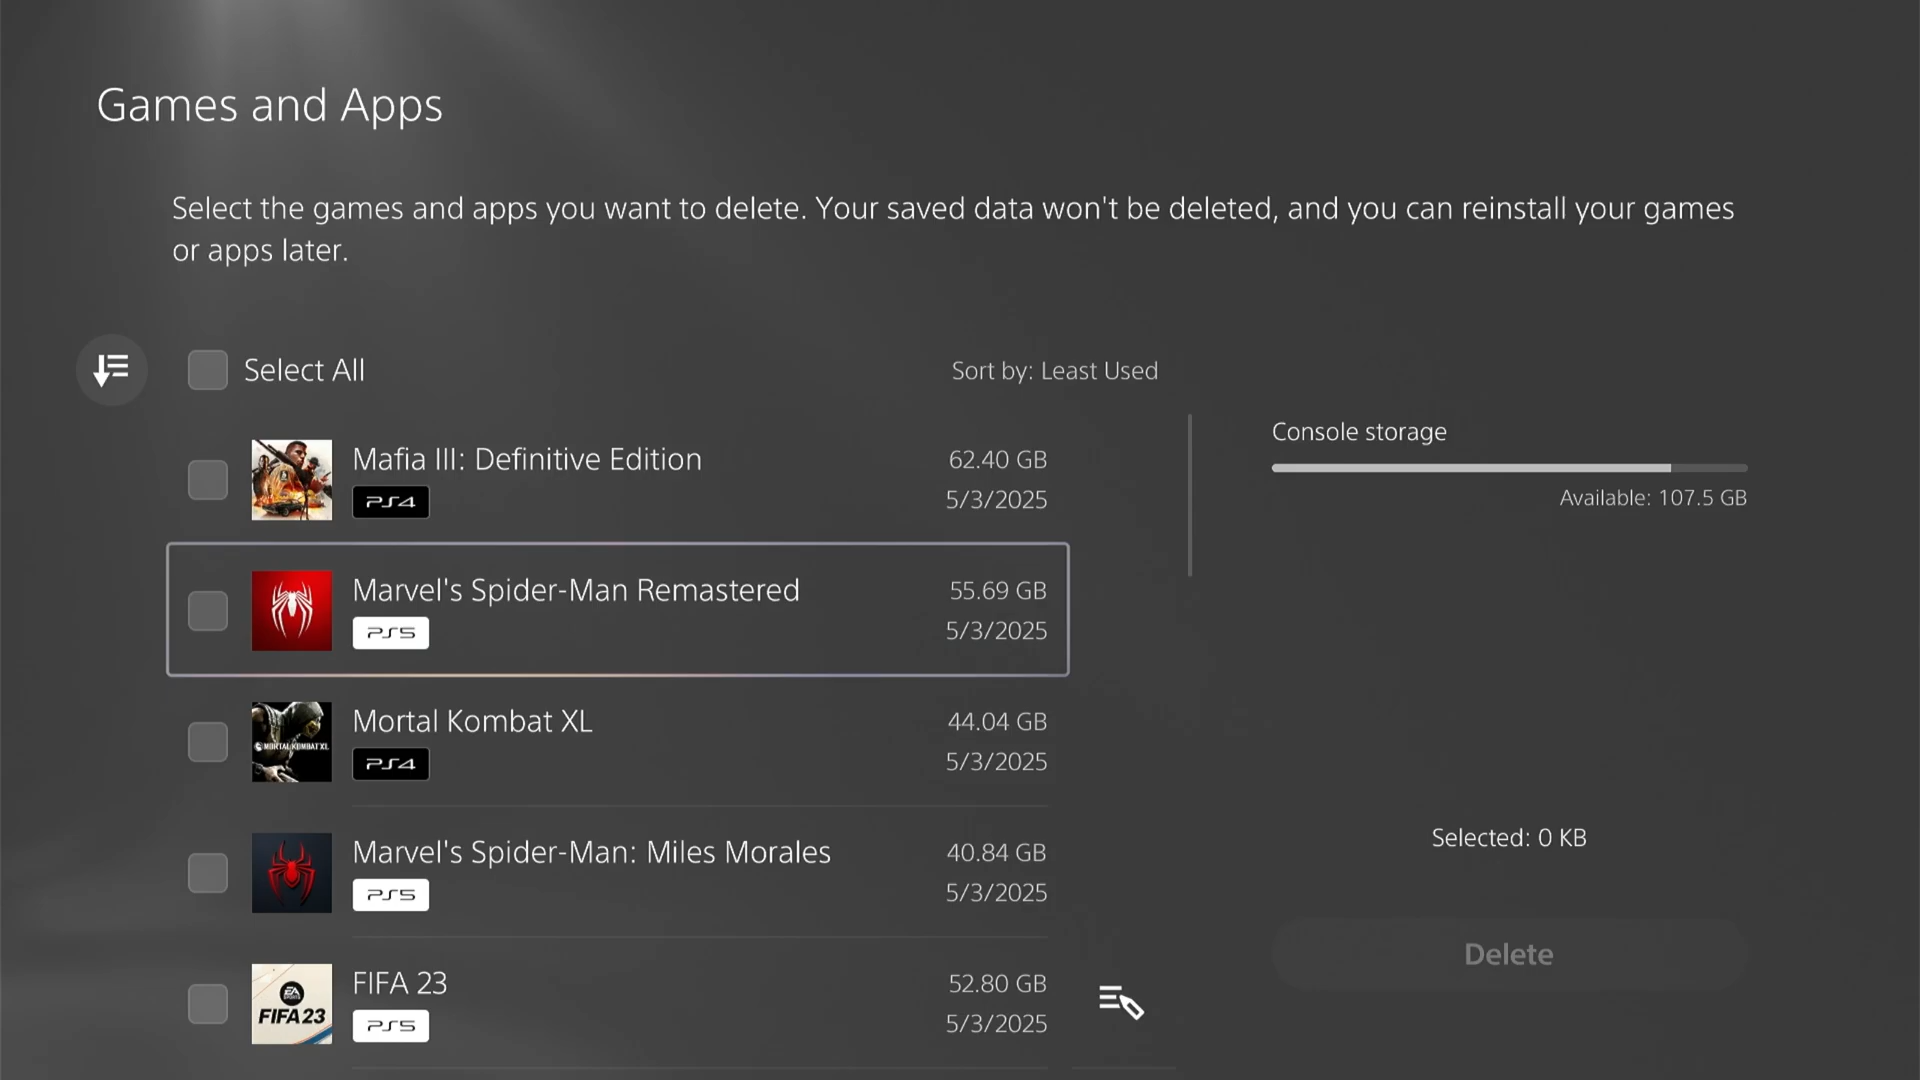 Games and Apps
Select the games and apps you want to delete. Your saved data won't be deleted, and you can reinstall your games
or apps later.
Select All
Sort by: Least Used
Mafia III: Definitive Edition
62.40 GB
PS4
5/3/2025
Marvel's Spider-Man Remastered
55.69 GB
PS5
5/3/2025
MORTAL KOMBAT XL
Mortal Kombat XL
44.04 GB
PS4
5/3/2025
Marvel's Spider-Man: Miles Morales
40.84 GB
PS5
5/3/2025
EA
SPORTS
FIFA 23
FIFA 23
52.80 GB
PS5
5/3/2025
Console storage
Available: 107.5 GB
Selected: 0 KB
Delete